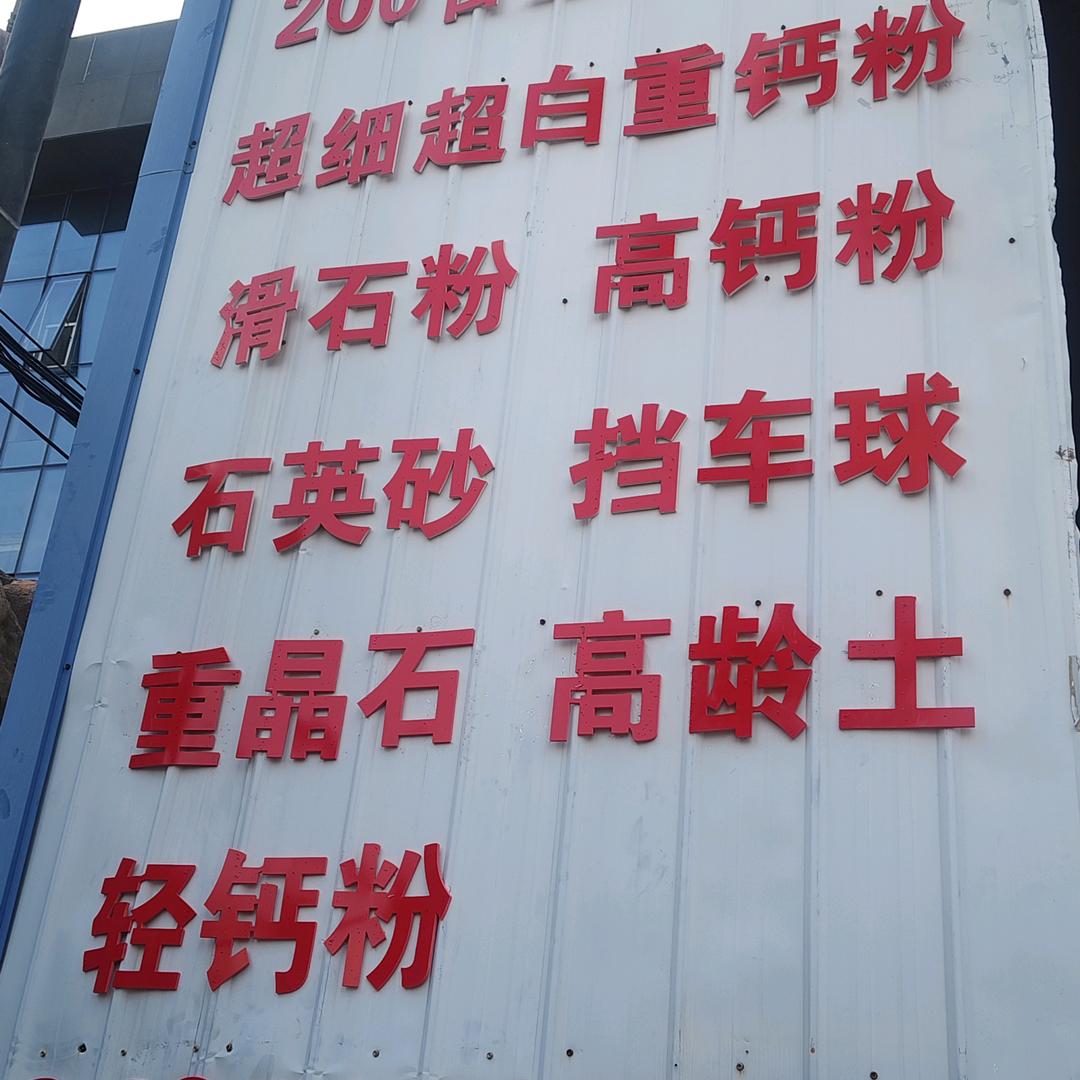 200
超细超白重钙粉
滑石粉 高钙粉
石英砂 挡车球
重晶石 高龄土
轻钙粉